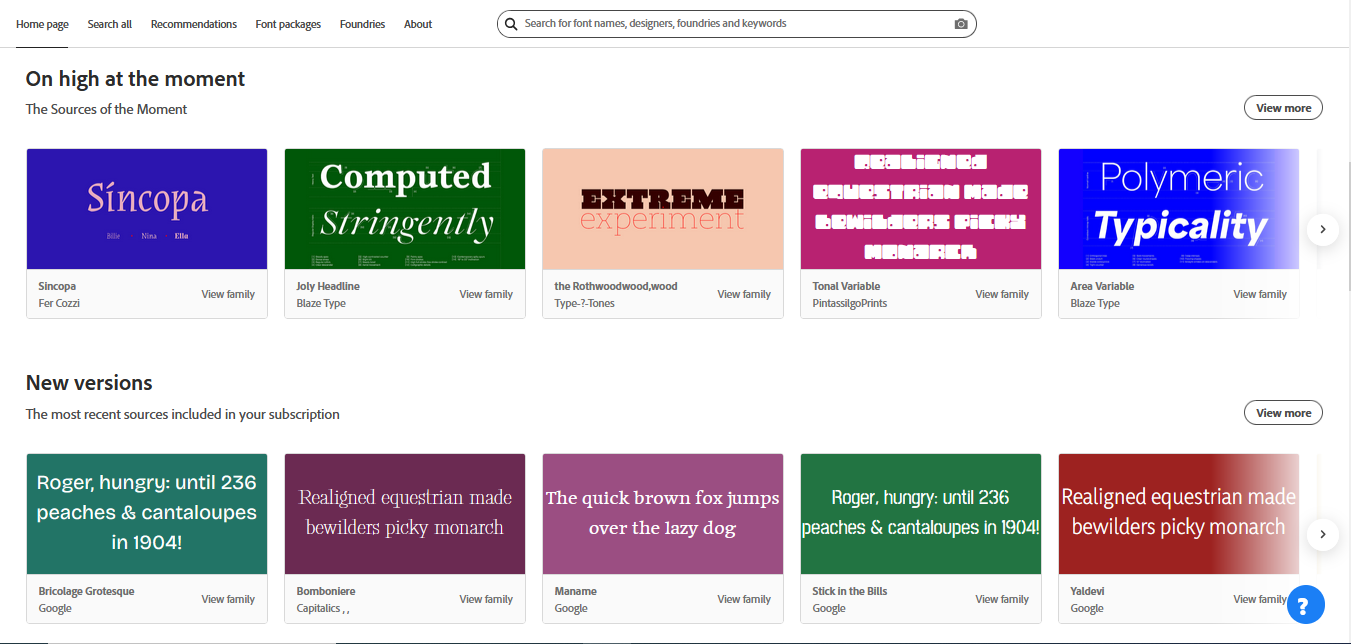 Home page Search all Recommendations Font packages Foundries About Search for font names, designers, foundries and keywords
On high at the moment
The Sources of the Moment View more
Síncopa
Bille · Nina · Ella
Sincopa
Fer Cozzi
View family
Computed
Stringently
Joly Headline
Blaze Type
View family
EXTREME
experiment
the Rothwoodwood,wood
Type-?-Tones
View family
REALIGNED
EQUESTRIAN MADE
BEWILDERS PICKY
MONARCH
Tonal Variable
PintassilgoPrints
View family
Polymeric
Typicality
Area Variable
Blaze Type
View family
New versions
The most recent sources included in your subscription View more
Roger, hungry: until 236
peaches & cantaloupes
in 1904!
Bricolage Grotesque
Google
View family
Realigned equestrian made
bewilders picky monarch
Bomboniere
Capitalics , ,
View family
The quick brown fox jumps
over the lazy dog
Maname
Google
View family
Roger, hungry: until 236
peaches & cantaloupes in 1904!
Stick in the Bills
Google
View family
Realigned equestrian made
bewilders picky monarch
Yaldevi
Google
View family
?